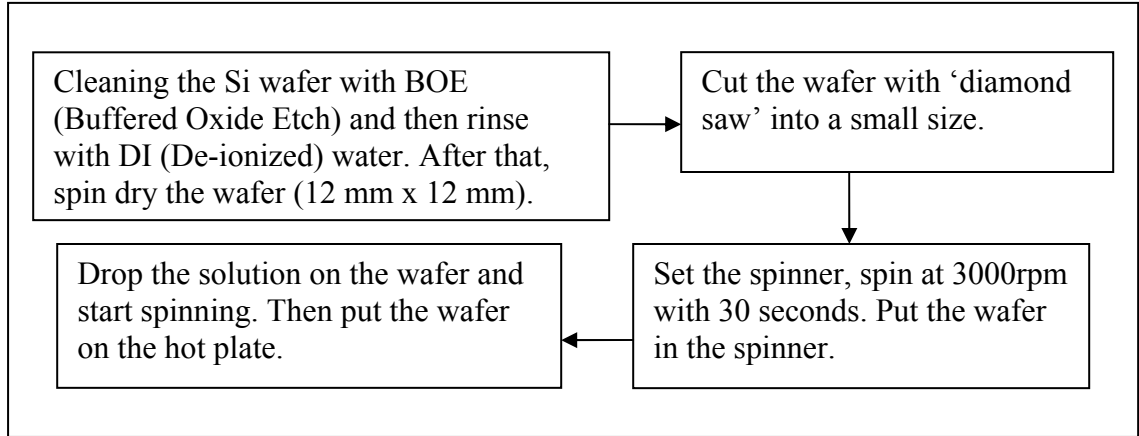 Cleaning the Si wafer with BOE
(Buffered Oxide Etch) and then rinse
with DI (De-ionized) water. After that,
spin dry the wafer (12 mm x 12 mm).
Cut the wafer with ‘diamond
saw’ into a small size.
Set the spinner, spin at 3000rpm
with 30 seconds. Put the wafer
in the spinner.
Drop the solution on the wafer and
start spinning. Then put the wafer
on the hot plate.